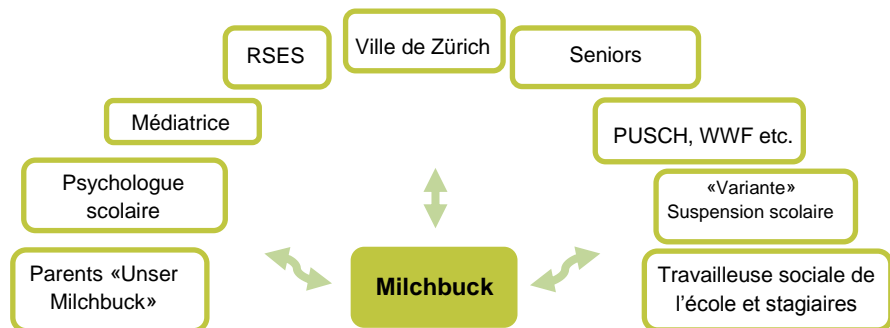 RSES
Ville de Zürich
Seniors
Médiatrice
PUSCH, WWF etc.
Psychologue
scolaire
«Variante»
Suspension scolaire
Parents «Unser
Milchbuck»
Milchbuck
Travailleuse sociale de
l'école et stagiaires